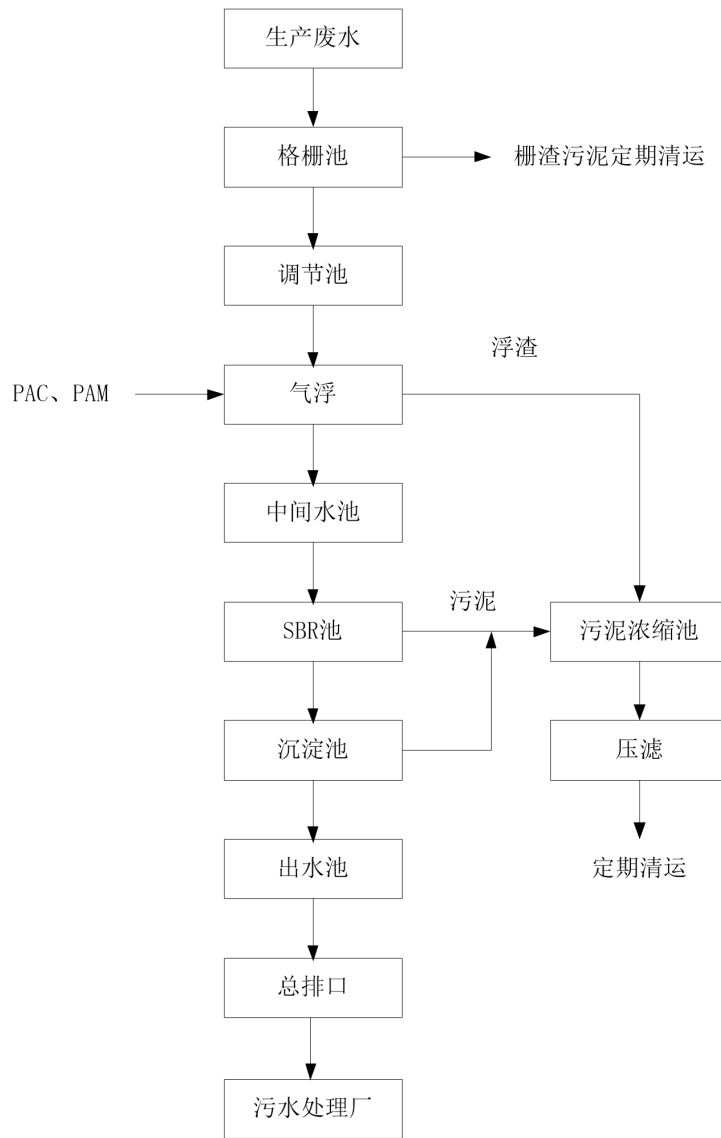 生产废水
格栅池
栅渣污泥定期清运
调节池
浮渣
PAC、PAM
气浮
中间水池
污泥
SBR池
污泥浓缩池
沉淀池
压滤
出水池
定期清运
总排口
污水处理厂